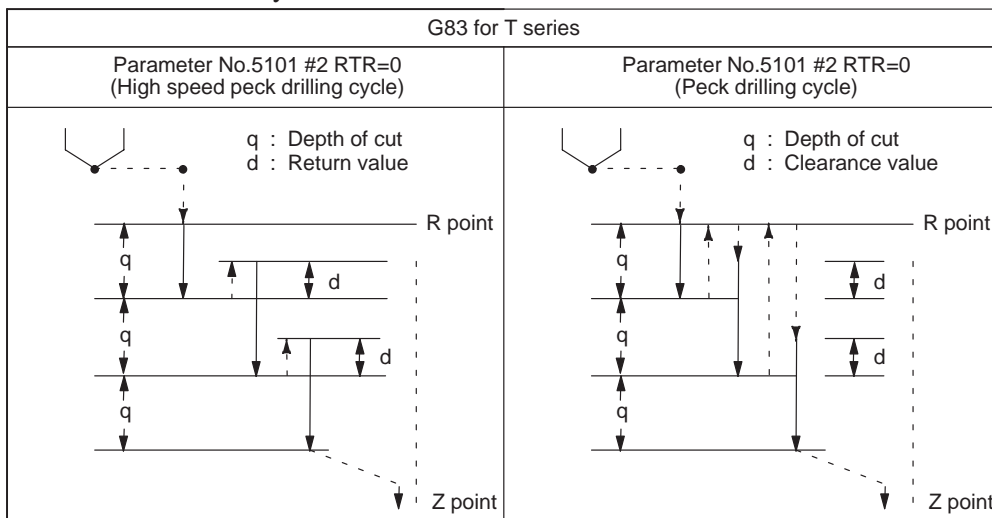 G83 for T series
Parameter No.5101 #2 RTR=0
(High speed peck drilling cycle)
Parameter No.5101 #2 RTR=0
(Peck drilling cycle)
q : Depth of cut
d : Return value
R point
q
d
q
d
q
Z point
q : Depth of cut
d : Clearance value
R point
q
d
q
d
q
Z point